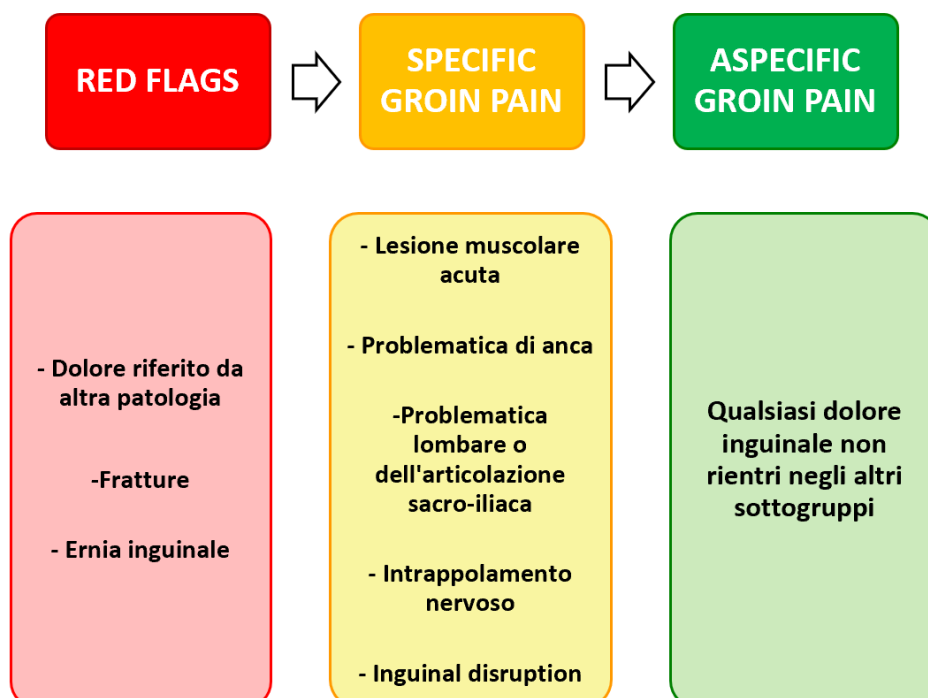 RED FLAGS
SPECIFIC
GROIN PAIN
ASPECIFIC
GROIN PAIN
- Dolore riferito da
altra patologia
-Fratture
- Ernia inguinale
- Lesione muscolare
acuta
- Problematica di anca
-Problematica
lombare o
dell'articolazione
sacro-iliaca
- Intrappolamento
nervoso
- Inguinal disruption
Qualsiasi dolore
inguinale non
rientri negli altri
sottogruppi